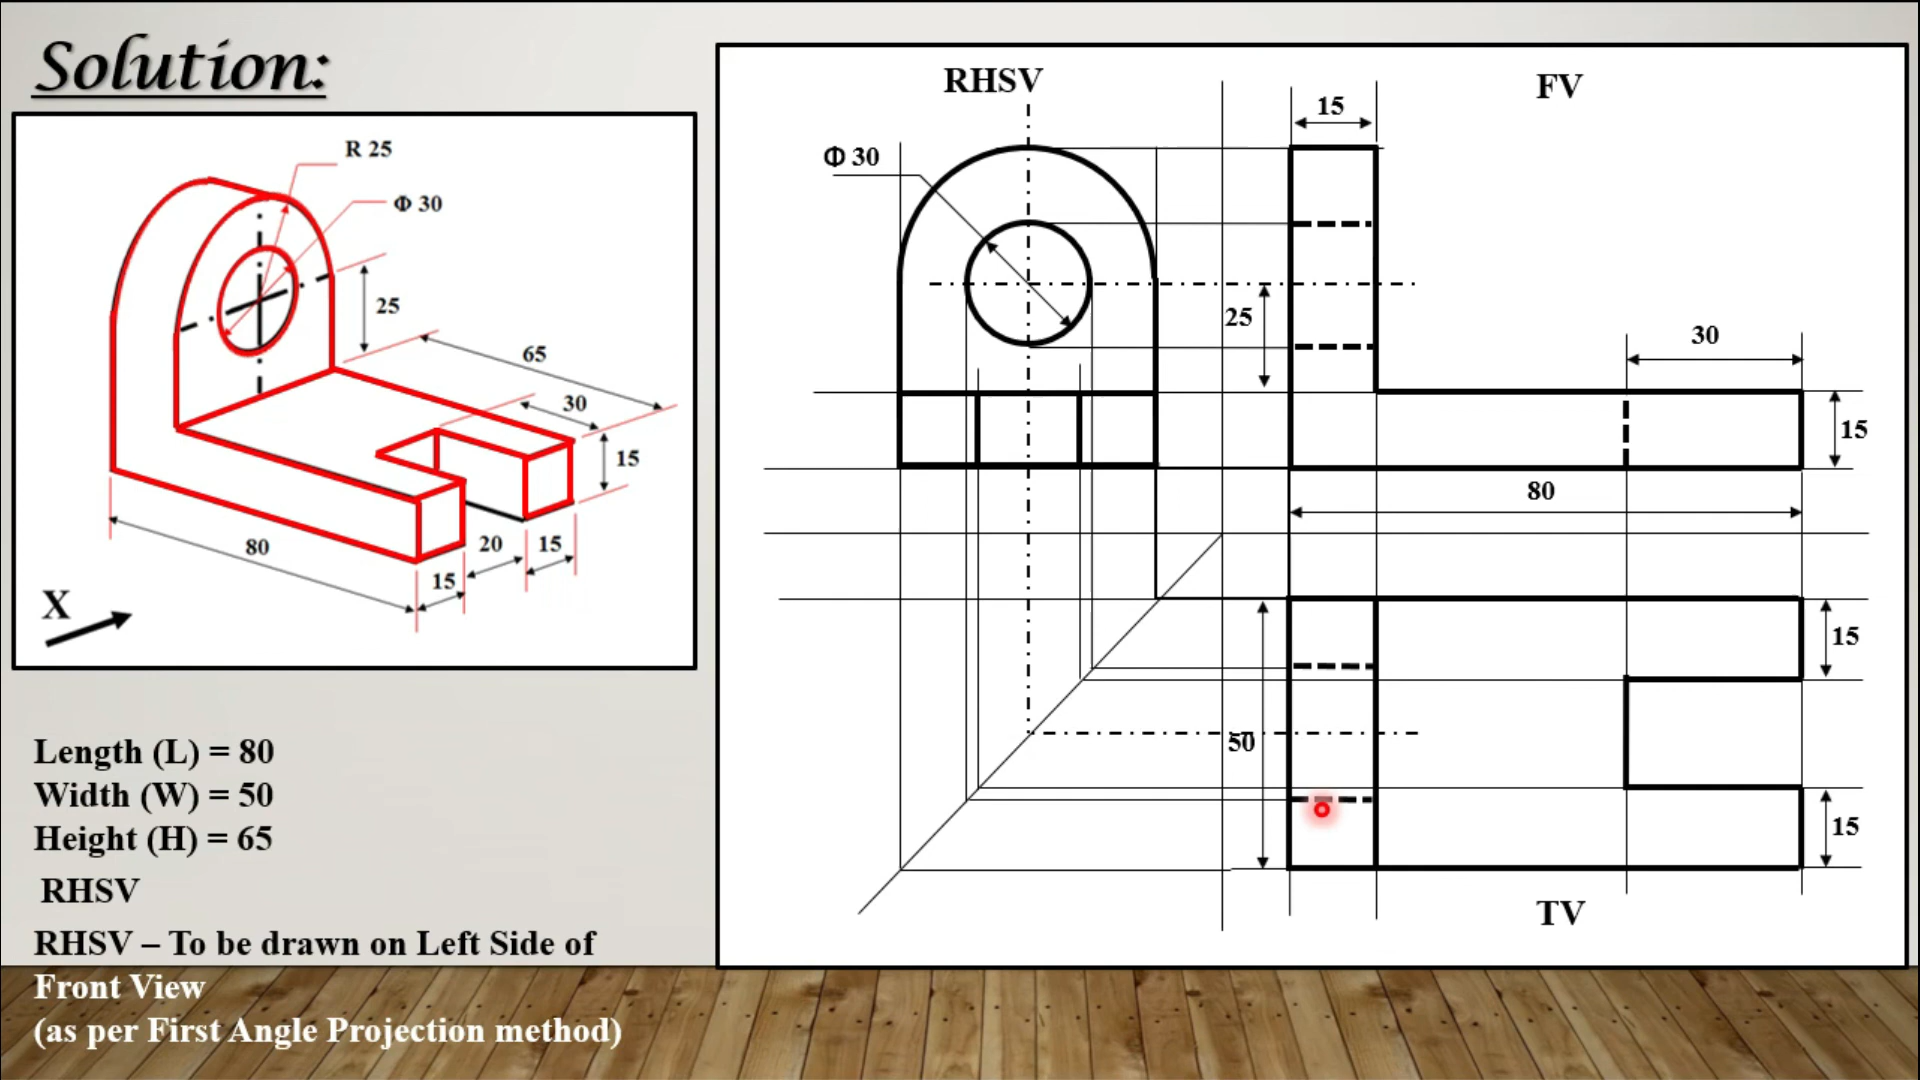 Solution:
R 25
Φ 30
25
65
30
15
20
15
80
15
X
Length (L) = 80
Width (W) = 50
Height (H) = 65
RHSV
RHSV – To be drawn on Left Side of
Front View
(as per First Angle Projection method)
RHSV
FV
15
Φ 30
25
30
15
80
15
50
15
TV